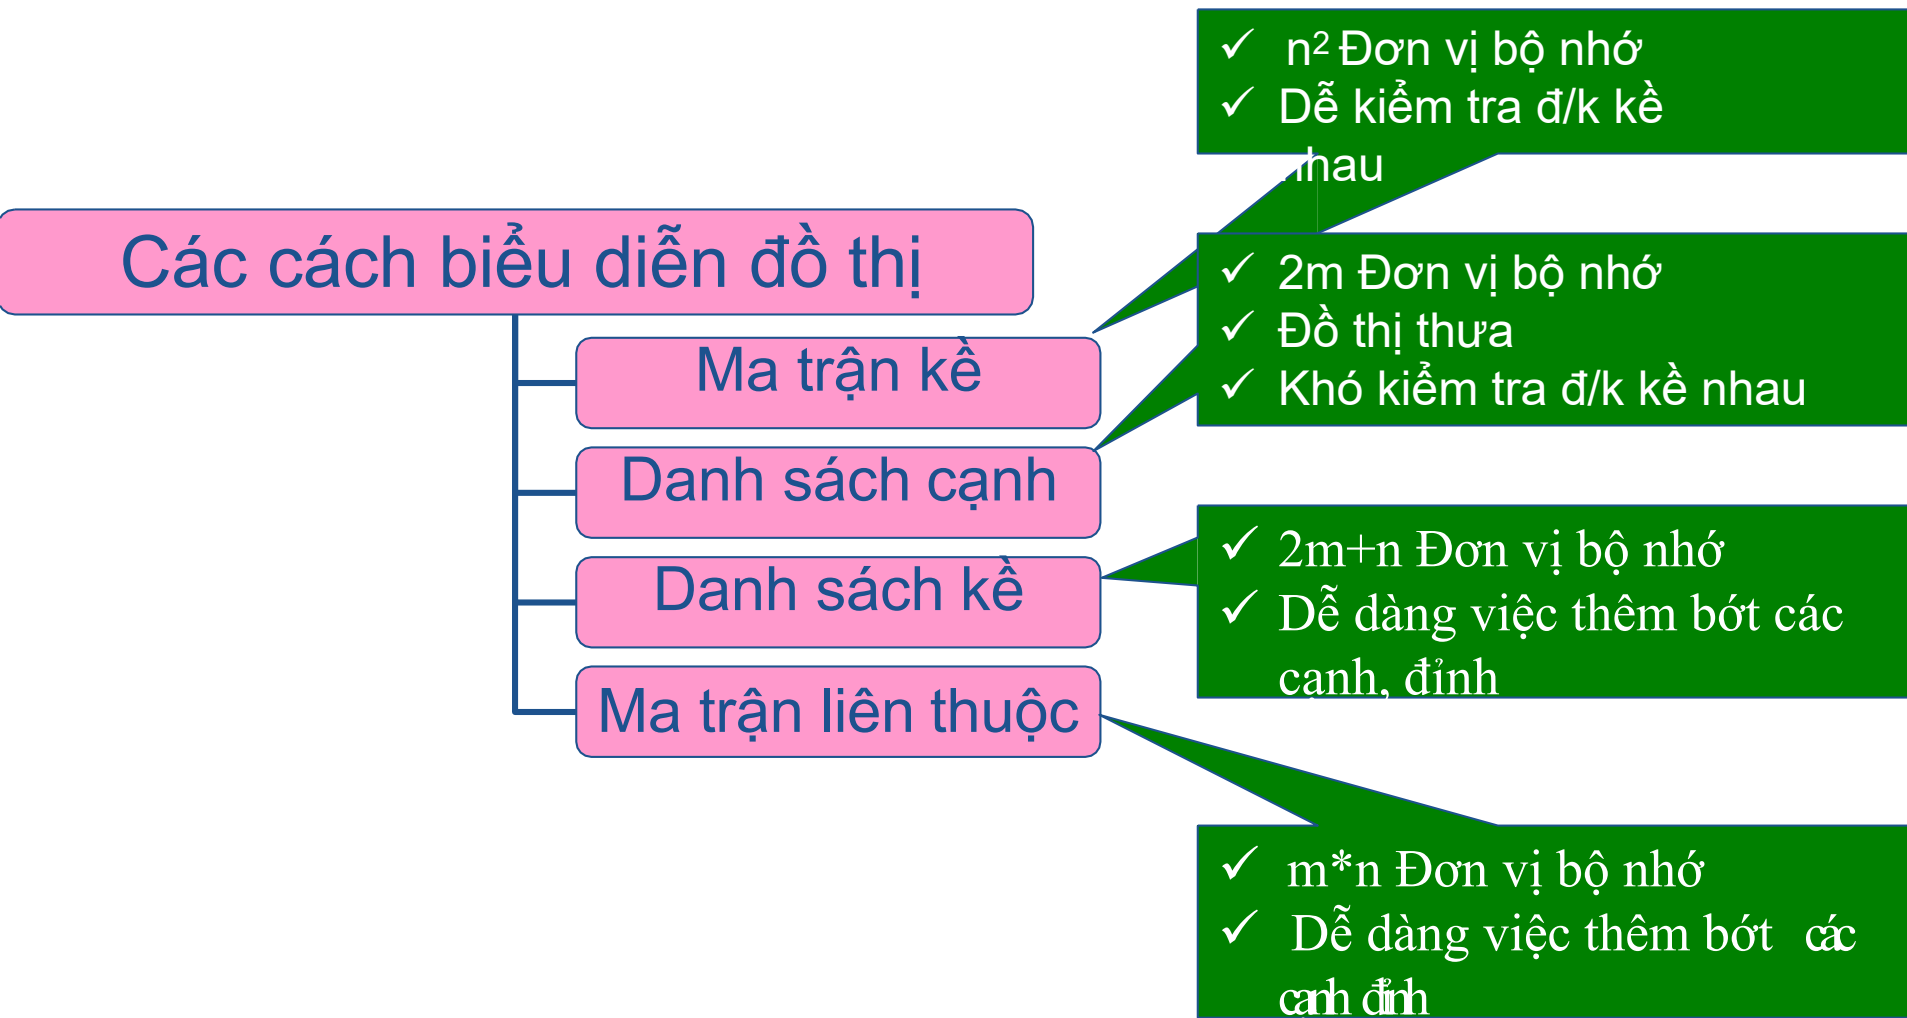 Các cách biểu diễn đồ thị
Ma trận kề
Danh sách cạnh
Danh sách kề
Ma trận liên thuộc
✓ n² Đơn vị bộ nhớ
✓ Dễ kiểm tra đ/k kề
nhau
✓ 2m Đơn vị bộ nhớ
✓ Đồ thị thưa
✓ Khó kiểm tra đ/k kề nhau
✓ 2m+n Đơn vị bộ nhớ
✓ Dễ dàng việc thêm bớt các
cạnh, đỉnh
✓ m*n Đơn vị bộ nhớ
✓ Dễ dàng việc thêm bớt các
cạnh đỉnh